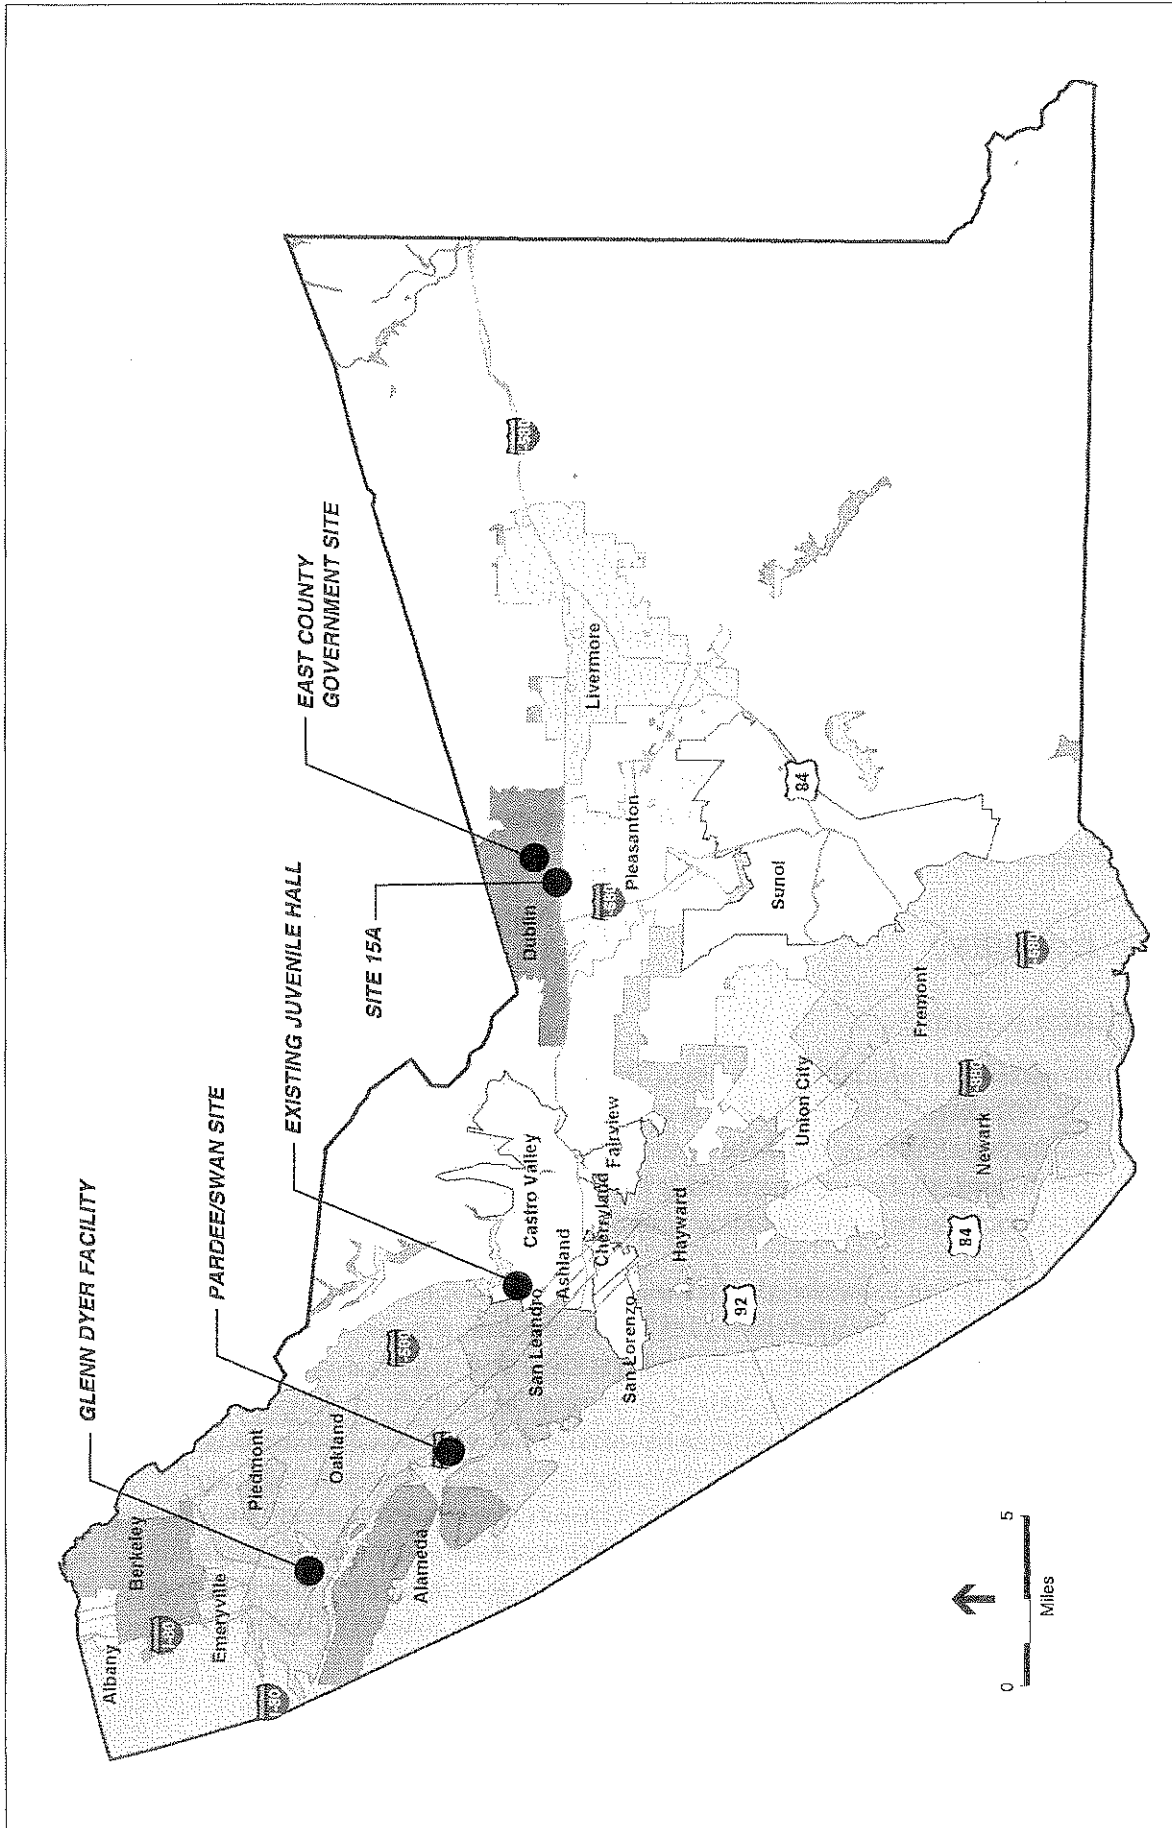 GLENN DYER FACILITY
PARDEE/SWAN SITE
EXISTING JUVENILE HALL
SITE 15A
EAST COUNTY
GOVERNMENT SITE
Albany
Berkeley
Emeryville
Piedmont
Oakland
Alameda
580
San Leandro
Castro Valley
Ashland
Cherryland
Fairview
San Lorenzo
Hayward
92
Union City
Newark
84
Fremont
Dublin
Pleasanton
Livermore
580
Sunol
84
0
5
Miles